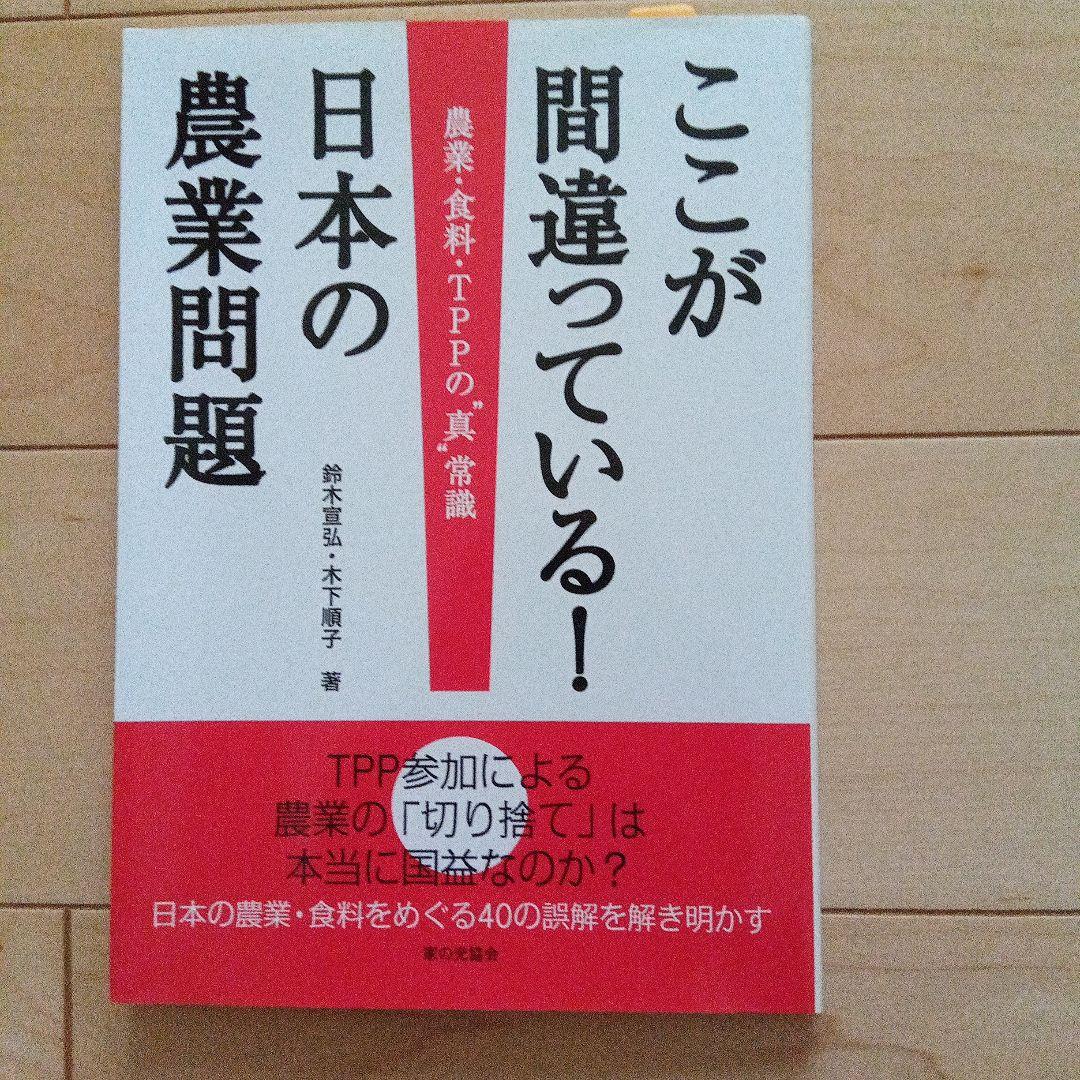 ここが
間違っている!
農業・食料・TPPの”真“常識
日本の
農業問題
鈴木宣弘・木下順子 著
TPP参加による
農業の「切り捨て」は
本当に国益なのか?
日本の農業・食料をめぐる40の誤解を解き明かす
家の光協会